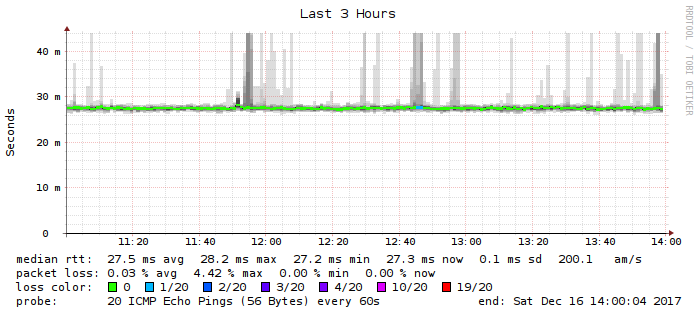 Last 3 Hours
RRDTOOL / TOBI OETIKER
Seconds
40 m
30 m
20 m
10 m
0
11:20 11:40 12:00 12:20 12:40 13:00 13:20 13:40 14:00
median rtt: 27.5 ms avg 28.2 ms max 27.2 ms min 27.3 ms now 0.1 ms sd 200.1 am/s
packet loss: 0.03 % avg 4.42 % max 0.00 % min 0.00 % now
loss color: 0 1/20 2/20 3/20 4/20 10/20 19/20
probe: 20 ICMP Echo Pings (56 Bytes) every 60s end: Sat Dec 16 14:00:04 2017